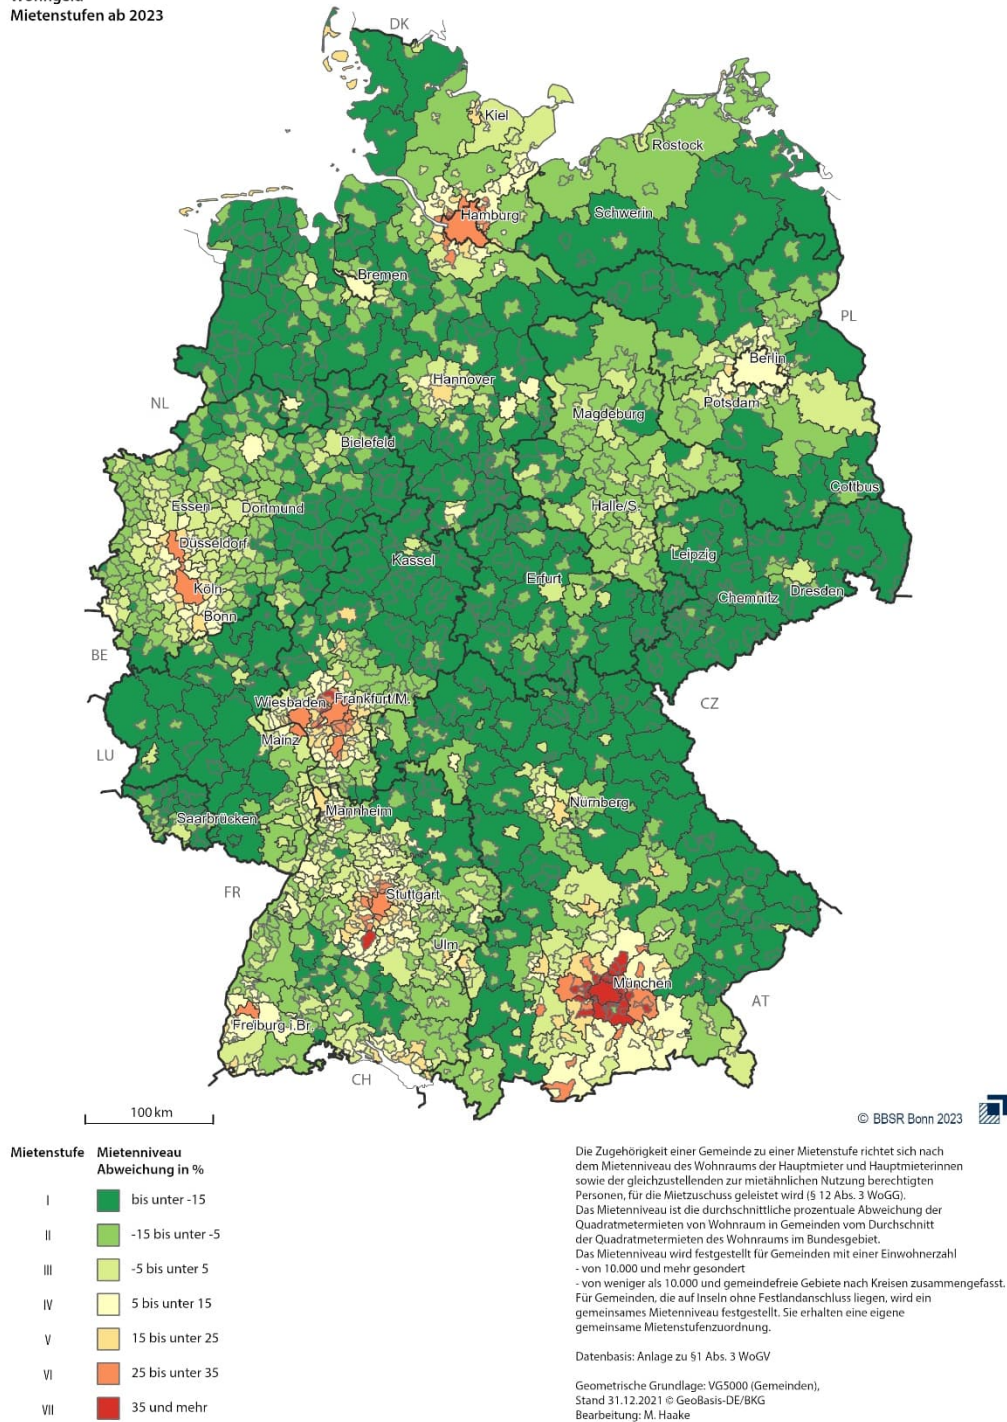 Mietenstufen ab 2023
DK
Kiel
Rostock
Hamburg
Schwerin
Bremen
PL
Berlin
Hannover
NL
Potsdam
Magdeburg
Bielefeld
Cottbus
Essen
Dortmund
Halle/S.
Düsseldorf
Leipzig
Kassel
Erfurt
Köln
Chemnitz
Dresden
Bonn
BE
Wiesbaden
Frankfurt/M.
CZ
Mainz
LU
Nürnberg
Mannheim
Saarbrücken
FR
Stuttgart
Ulm
München
AT
Freiburg i.Br.
CH
100 km
© BBSR Bonn 2023
Mietenstufe
Mietenniveau
Abweichung in %
I bis unter -15
II -15 bis unter -5
III -5 bis unter 5
IV 5 bis unter 15
V 15 bis unter 25
VI 25 bis unter 35
VII 35 und mehr
Die Zugehörigkeit einer Gemeinde zu einer Mietenstufe richtet sich nach
dem Mietenniveau des Wohnraums der Hauptmieter und Hauptmieterinnen
sowie der gleichzustellenden zur mietähnlichen Nutzung berechtigten
Personen, für die Mietzuschuss geleistet wird (§ 12 Abs. 3 WoGG).
Das Mietenniveau ist die durchschnittliche prozentuale Abweichung der
Quadratmetermieten von Wohnraum in Gemeinden vom Durchschnitt
der Quadratmetermieten des Wohnraums im Bundesgebiet.
Das Mietenniveau wird festgestellt für Gemeinden mit einer Einwohnerzahl
- von 10.000 und mehr gesondert
- von weniger als 10.000 und gemeindefreie Gebiete nach Kreisen zusammengefasst.
Für Gemeinden, die auf Inseln ohne Festlandanschluss liegen, wird ein
gemeinsames Mietenniveau festgestellt. Sie erhalten eine eigene
gemeinsame Mietenstufenzuordnung.
Datenbasis: Anlage zu §1 Abs. 3 WoGV
Geometrische Grundlage: VG5000 (Gemeinden),
Stand 31.12.2021 © GeoBasis-DE/BKG
Bearbeitung: M. Haake